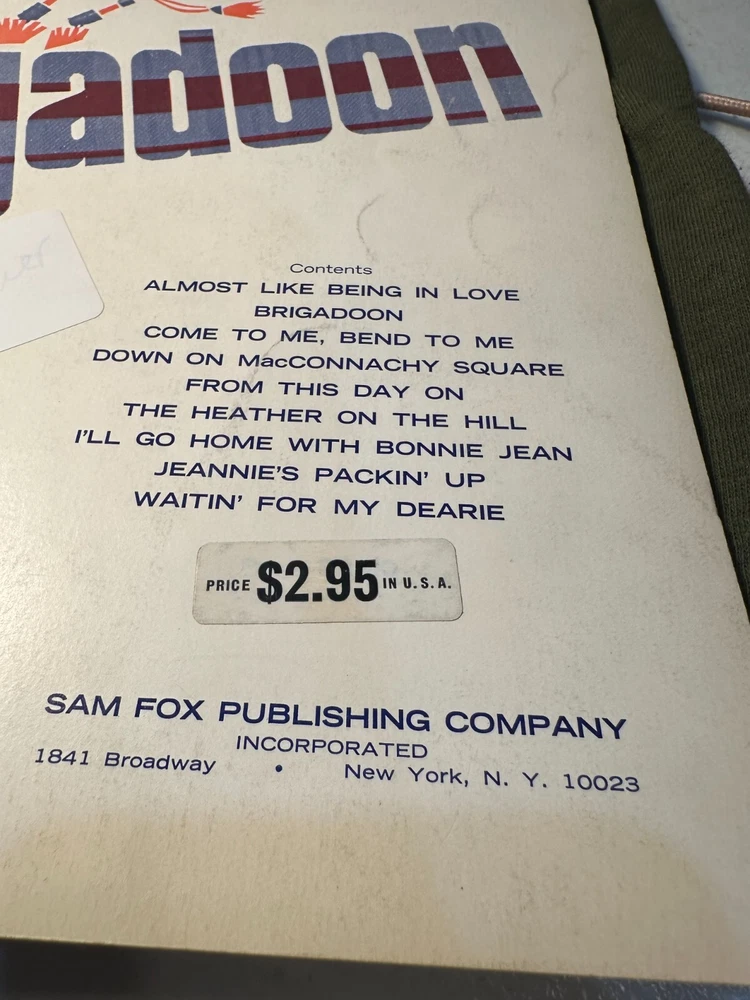 gadoon
Contents
ALMOST LIKE BEING IN LOVE
BRIGADOON
COME TO ME, BEND TO ME
DOWN ON MacCONNACHY SQUARE
FROM THIS DAY ON
THE HEATHER ON THE HILL
I'LL GO HOME WITH BONNIE JEAN
JEANNIE'S PACKIN' UP
WAITIN' FOR MY DEARIE
PRICE $2.95 IN U.S.A.
SAM FOX PUBLISHING COMPANY
INCORPORATED
1841 Broadway • New York, N. Y. 10023